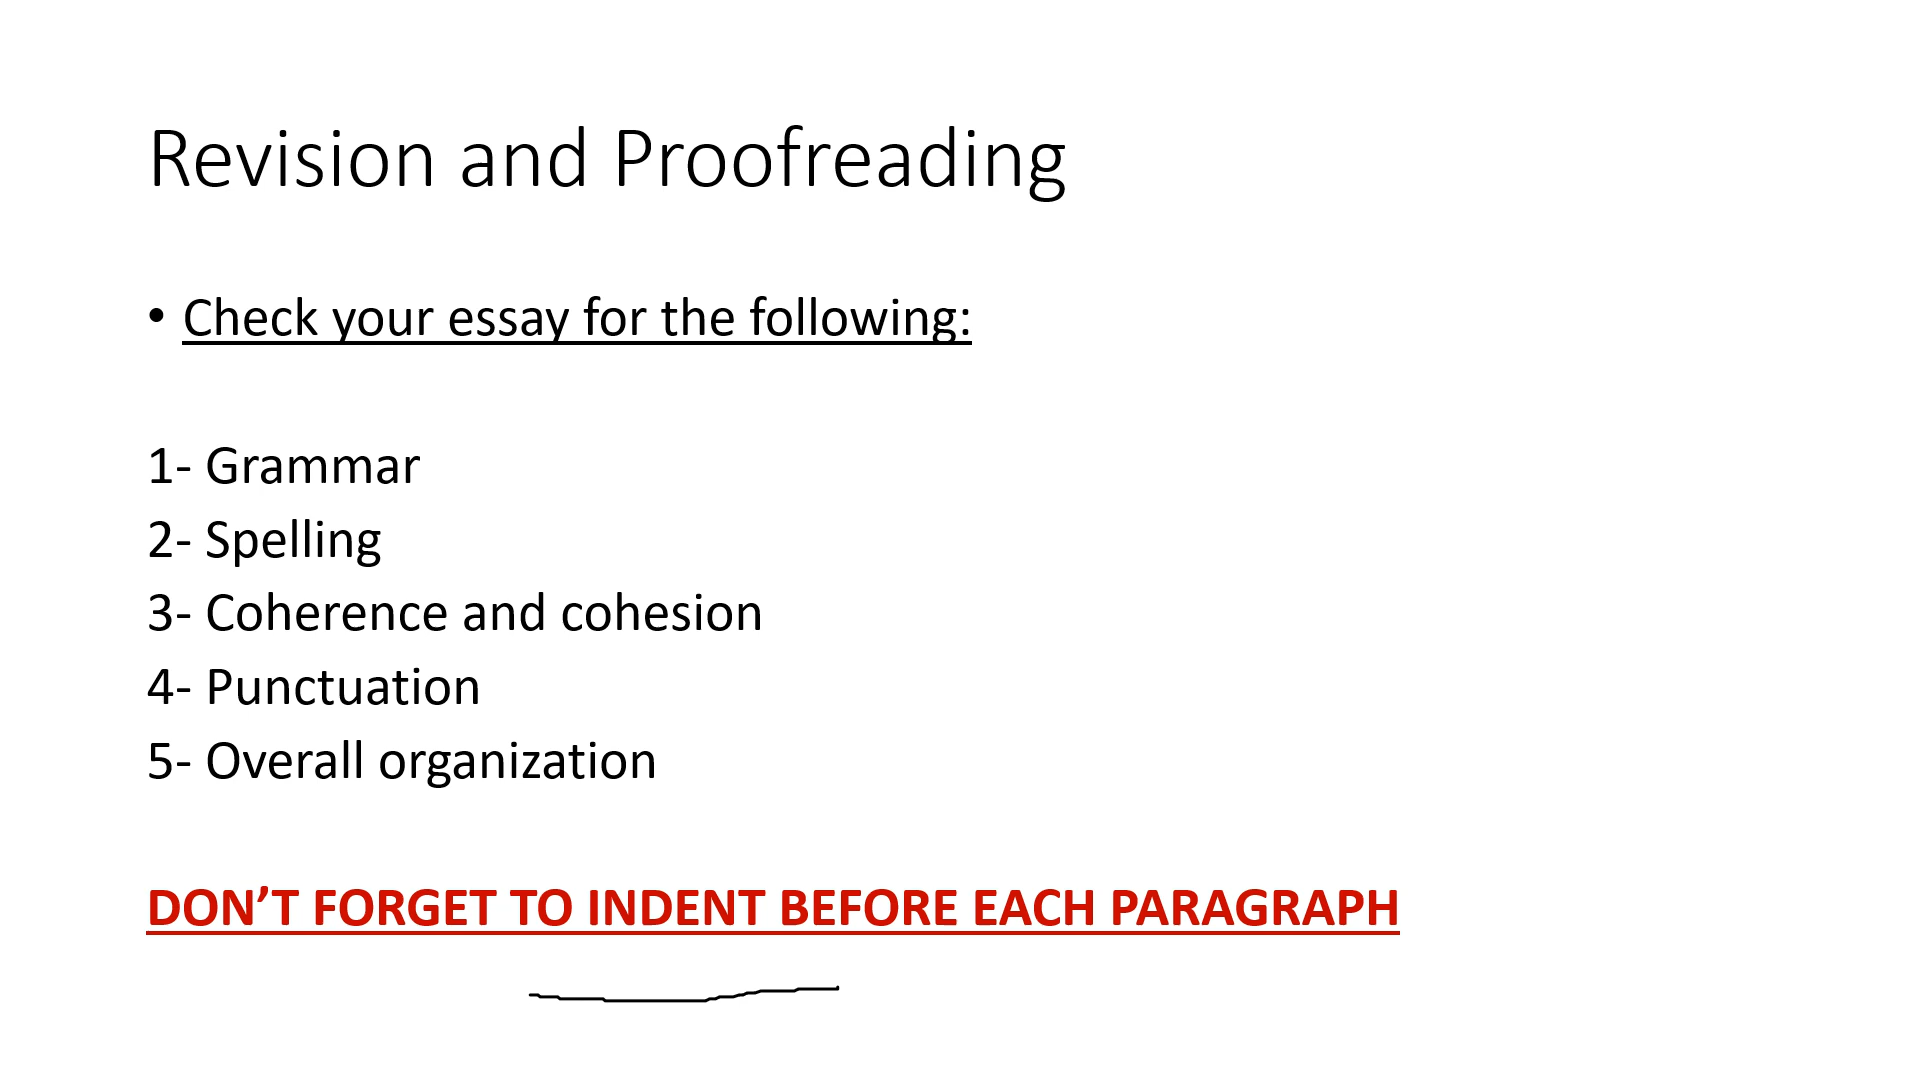 Revision and Proofreading
• Check your essay for the following:
1- Grammar
2- Spelling
3- Coherence and cohesion
4- Punctuation
5- Overall organization
DON’T FORGET TO INDENT BEFORE EACH PARAGRAPH